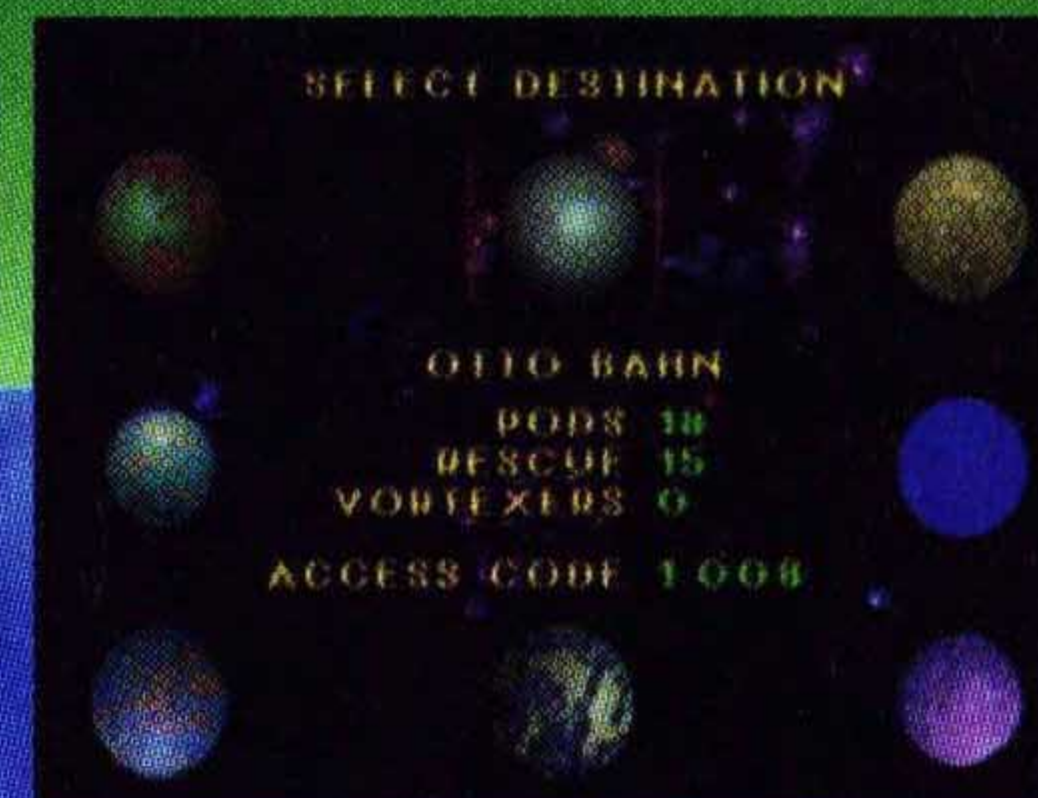 SELECT DESTINATION
OTTO BAHN
PODS 18
RESCUE 15
VORTEXERS 0
ACCESS CODE 1008